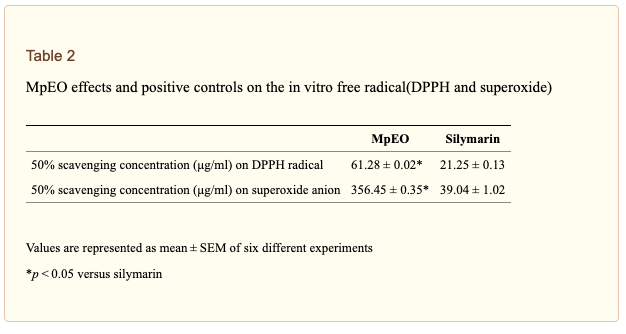 Table 2
MpEO effects and positive controls on the in vitro free radical(DPPH and superoxide)
MpEO Silymarin
50% scavenging concentration (μg/ml) on DPPH radical 61.28 ± 0.02* 21.25 ± 0.13
50% scavenging concentration (μg/ml) on superoxide anion 356.45 ± 0.35* 39.04 ± 1.02
Values are represented as mean ± SEM of six different experiments
*p < 0.05 versus silymarin